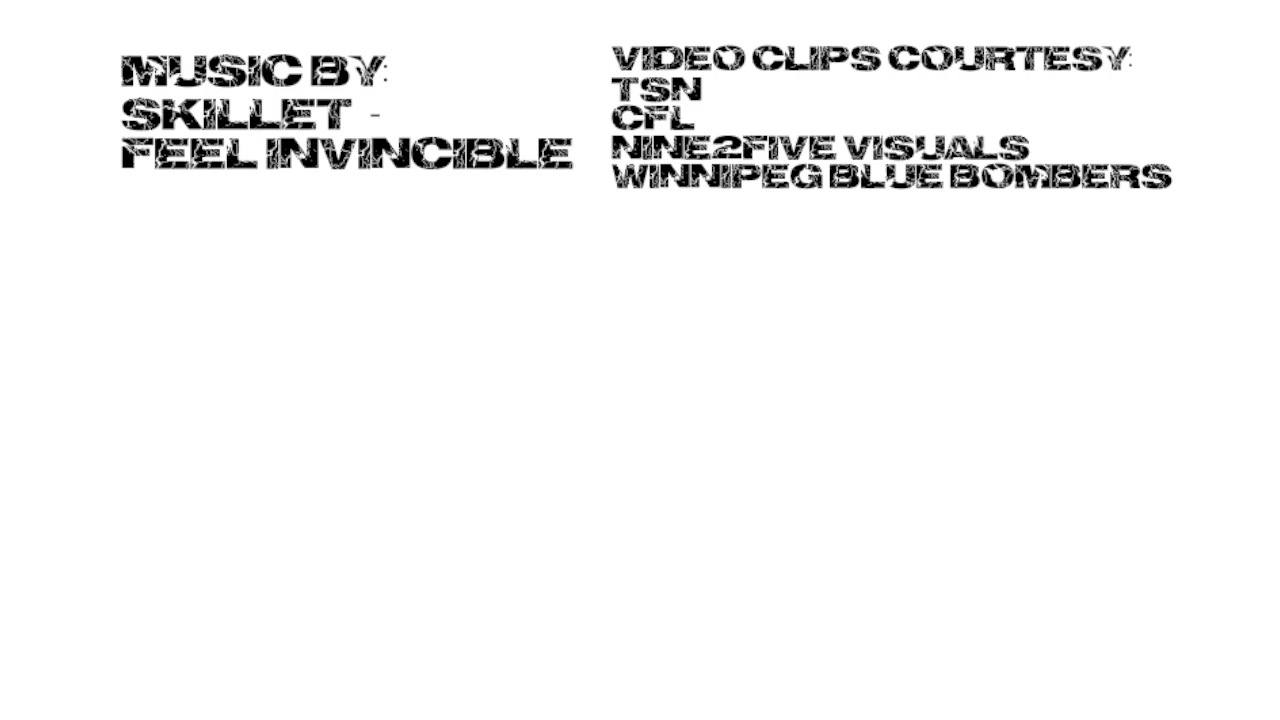 MUSIC BY:
SKILLET -
FEEL INVINCIBLE
VIDEO CLIPS COURTESY:
TSN
CFL
NINE2FIVE VISUALS
WINNIPEG BLUE BOMBERS